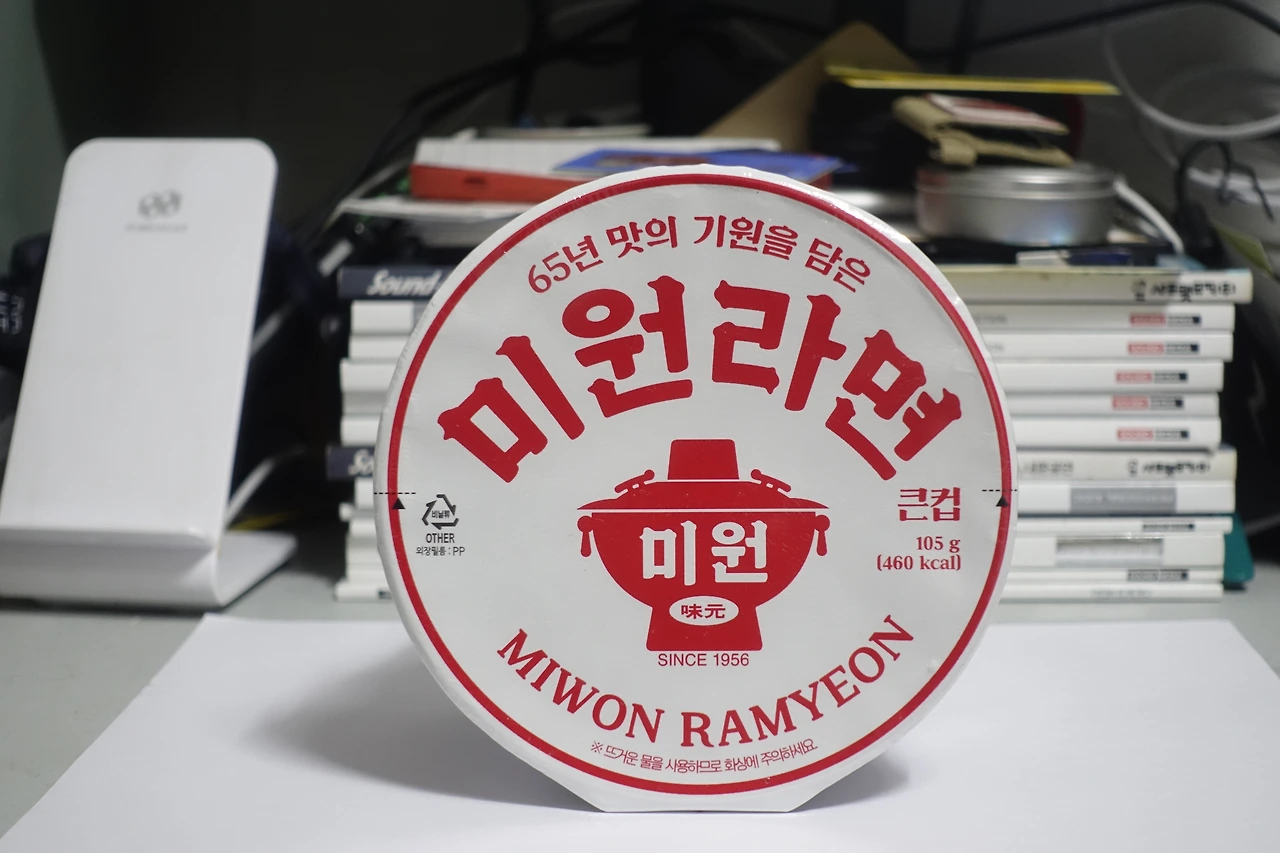 65년 맛의 기원을 담은
미원라면
미원
味元
SINCE 1956
MIWON RAMYEON
※ 뜨거운 물을 사용하므로 화상에 주의하세요
비닐류
OTHER
외장필름 : PP
큰컵
105 g
(460 kcal)
Sound
So